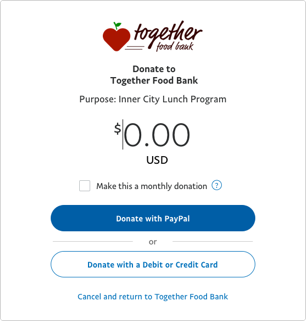 together
food bank
Donate to
Together Food Bank
Purpose: Inner City Lunch Program
$0.00
USD
Make this a monthly donation ?
Donate with PayPal
or
Donate with a Debit or Credit Card
Cancel and return to Together Food Bank